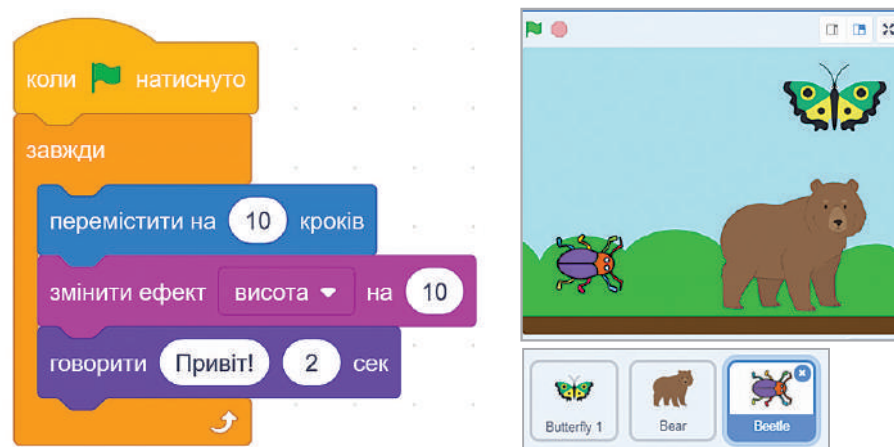 коли натиснуто
завжди
перемістити на 10 кроків
змінити ефект висота на 10
говорити Привіт! 2 сек
Butterfly 1
Bear
Beetle